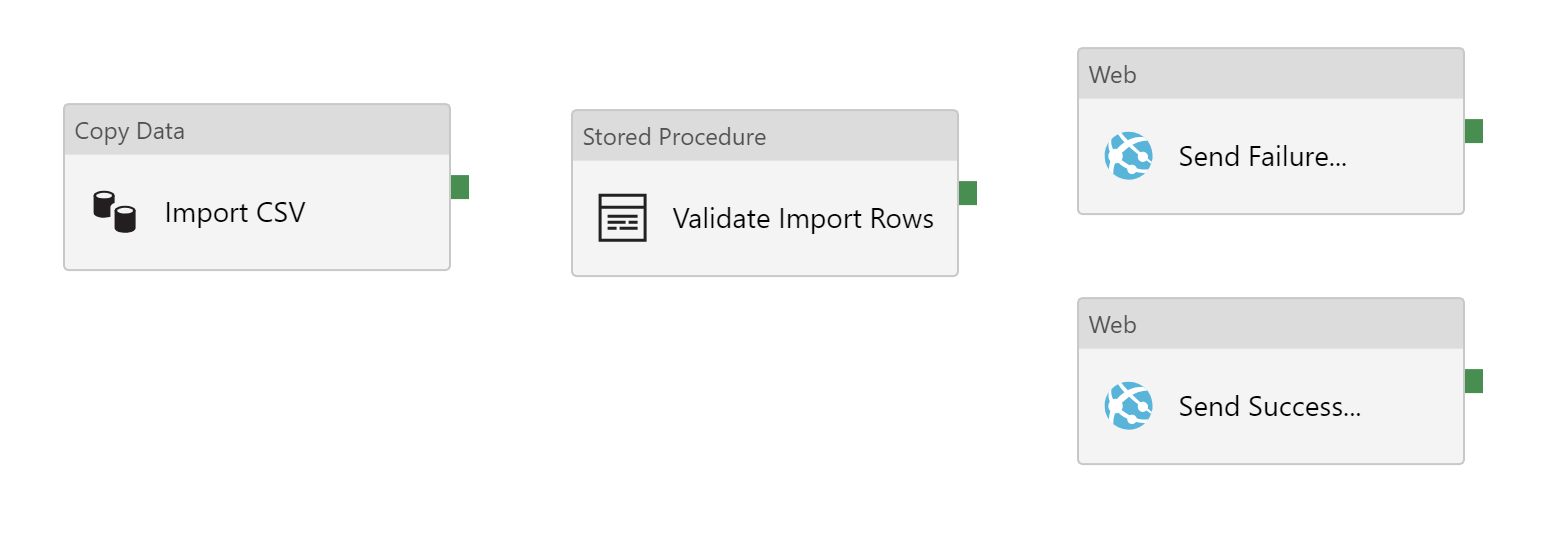 Copy Data
Import CSV
Stored Procedure
Validate Import Rows
Web
Send Failure...
Web
Send Success...